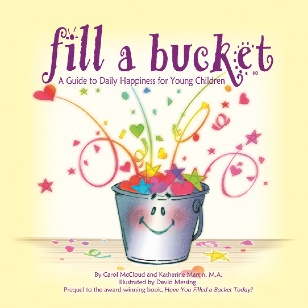 fill a bucket
A Guide to Daily Happiness for Young Children
By Carol McCloud and Katherine Martin, M.A.
Illustrated by David Messing
Prequel to the award winning book, Have You Filled a Bucket Today?